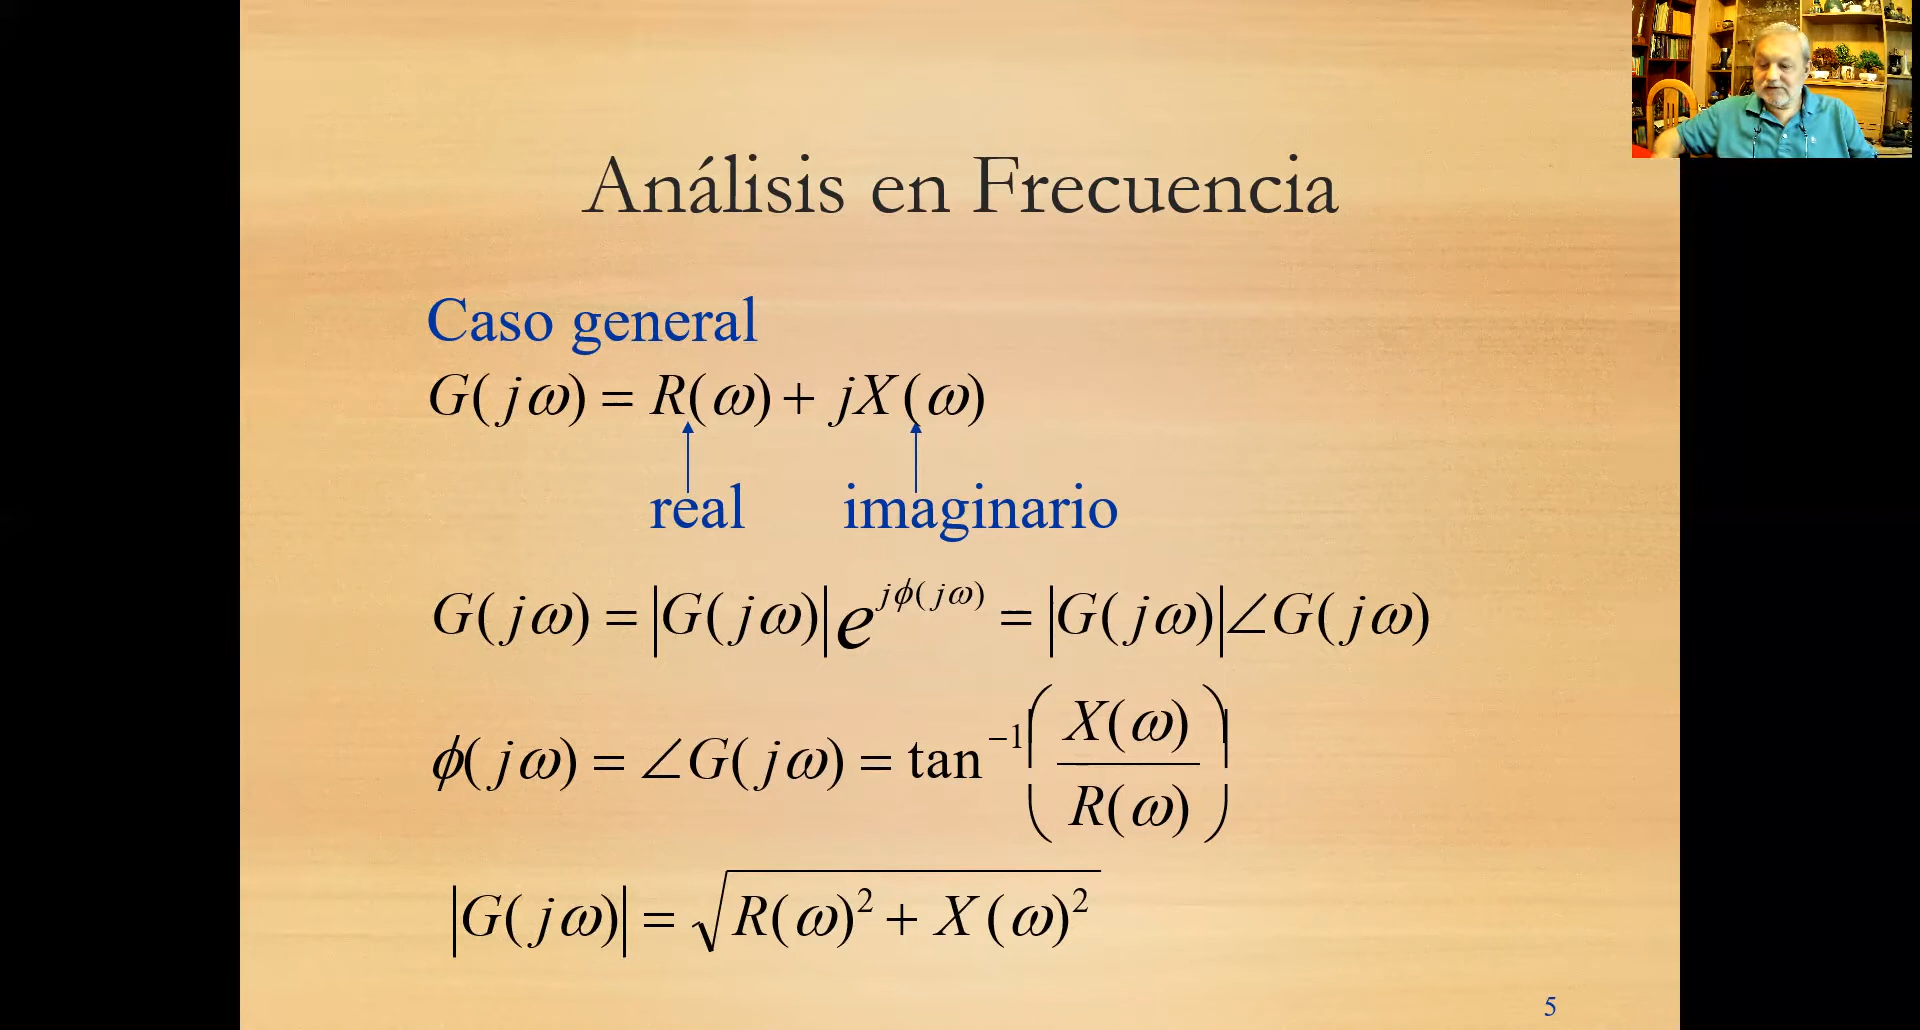 Análisis en Frecuencia
Caso general
G(jω) = R(ω) + jX(ω)
real imaginario
G(jω) = |G(jω)| e^{jϕ(jω)} = |G(jω)|∠G(jω)
ϕ(jω) = ∠G(jω) = tan⁻¹(X(ω)/R(ω))
|G(jω)| = √(R(ω)² + X(ω)²)
5